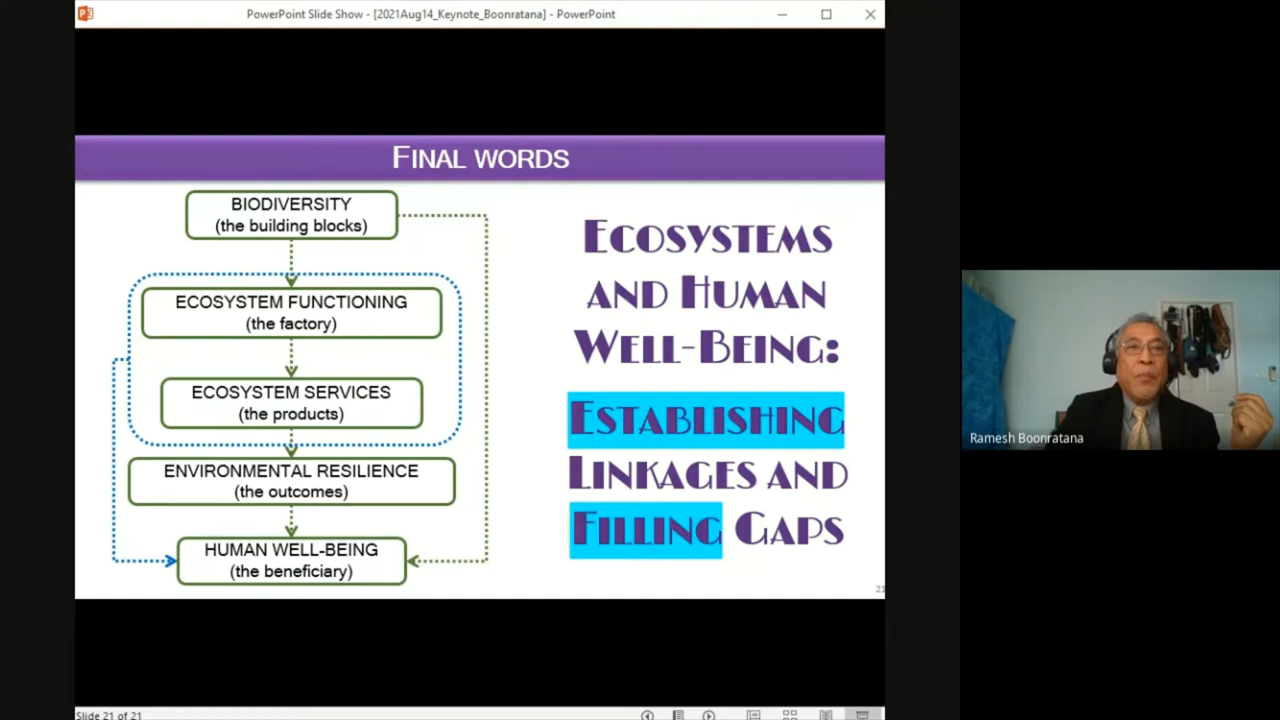 PowerPoint Slide Show - [2021Aug14_Keynote_Boonratana] - PowerPoint
FINAL WORDS
BIODIVERSITY
(the building blocks)
ECOSYSTEM FUNCTIONING
(the factory)
ECOSYSTEM SERVICES
(the products)
ENVIRONMENTAL RESILIENCE
(the outcomes)
HUMAN WELL-BEING
(the beneficiary)
ECOSYSTEMS
AND HUMAN
WELL-BEING:
ESTABLISHING
LINKAGES AND
FILLING GAPS
21
Ramesh Boonratana
Slide 21 of 21